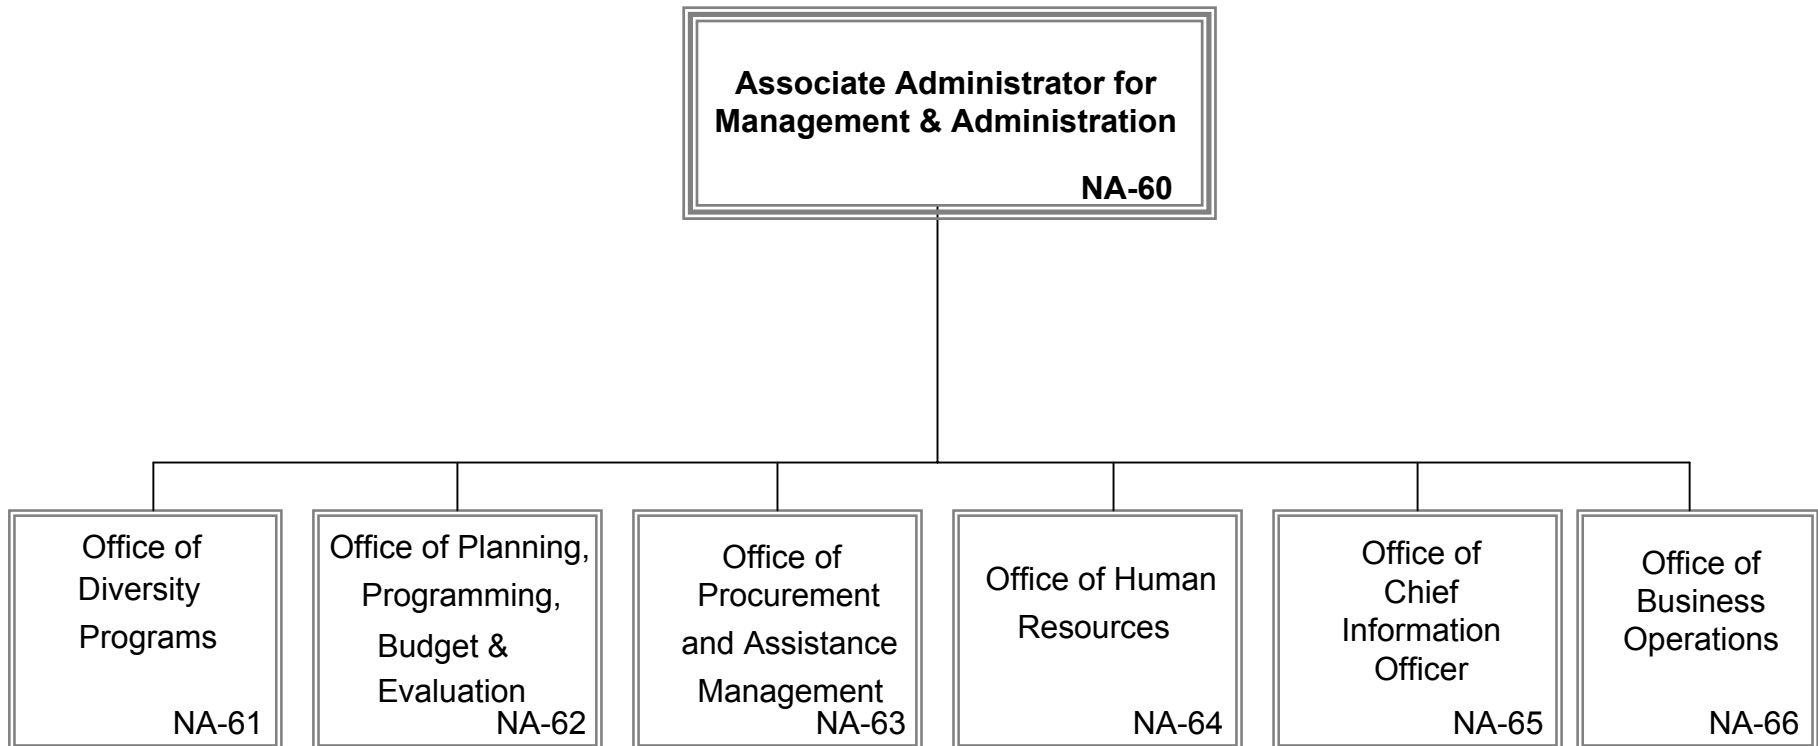 Associate Administrator for
Management & Administration
NA-60
Office of
Diversity
Programs
NA-61
Office of Planning,
Programming,
Budget &
Evaluation
NA-62
Office of
Procurement
and Assistance
Management
NA-63
Office of Human
Resources
NA-64
Office of
Chief
Information
Officer
NA-65
Office of
Business
Operations
NA-66